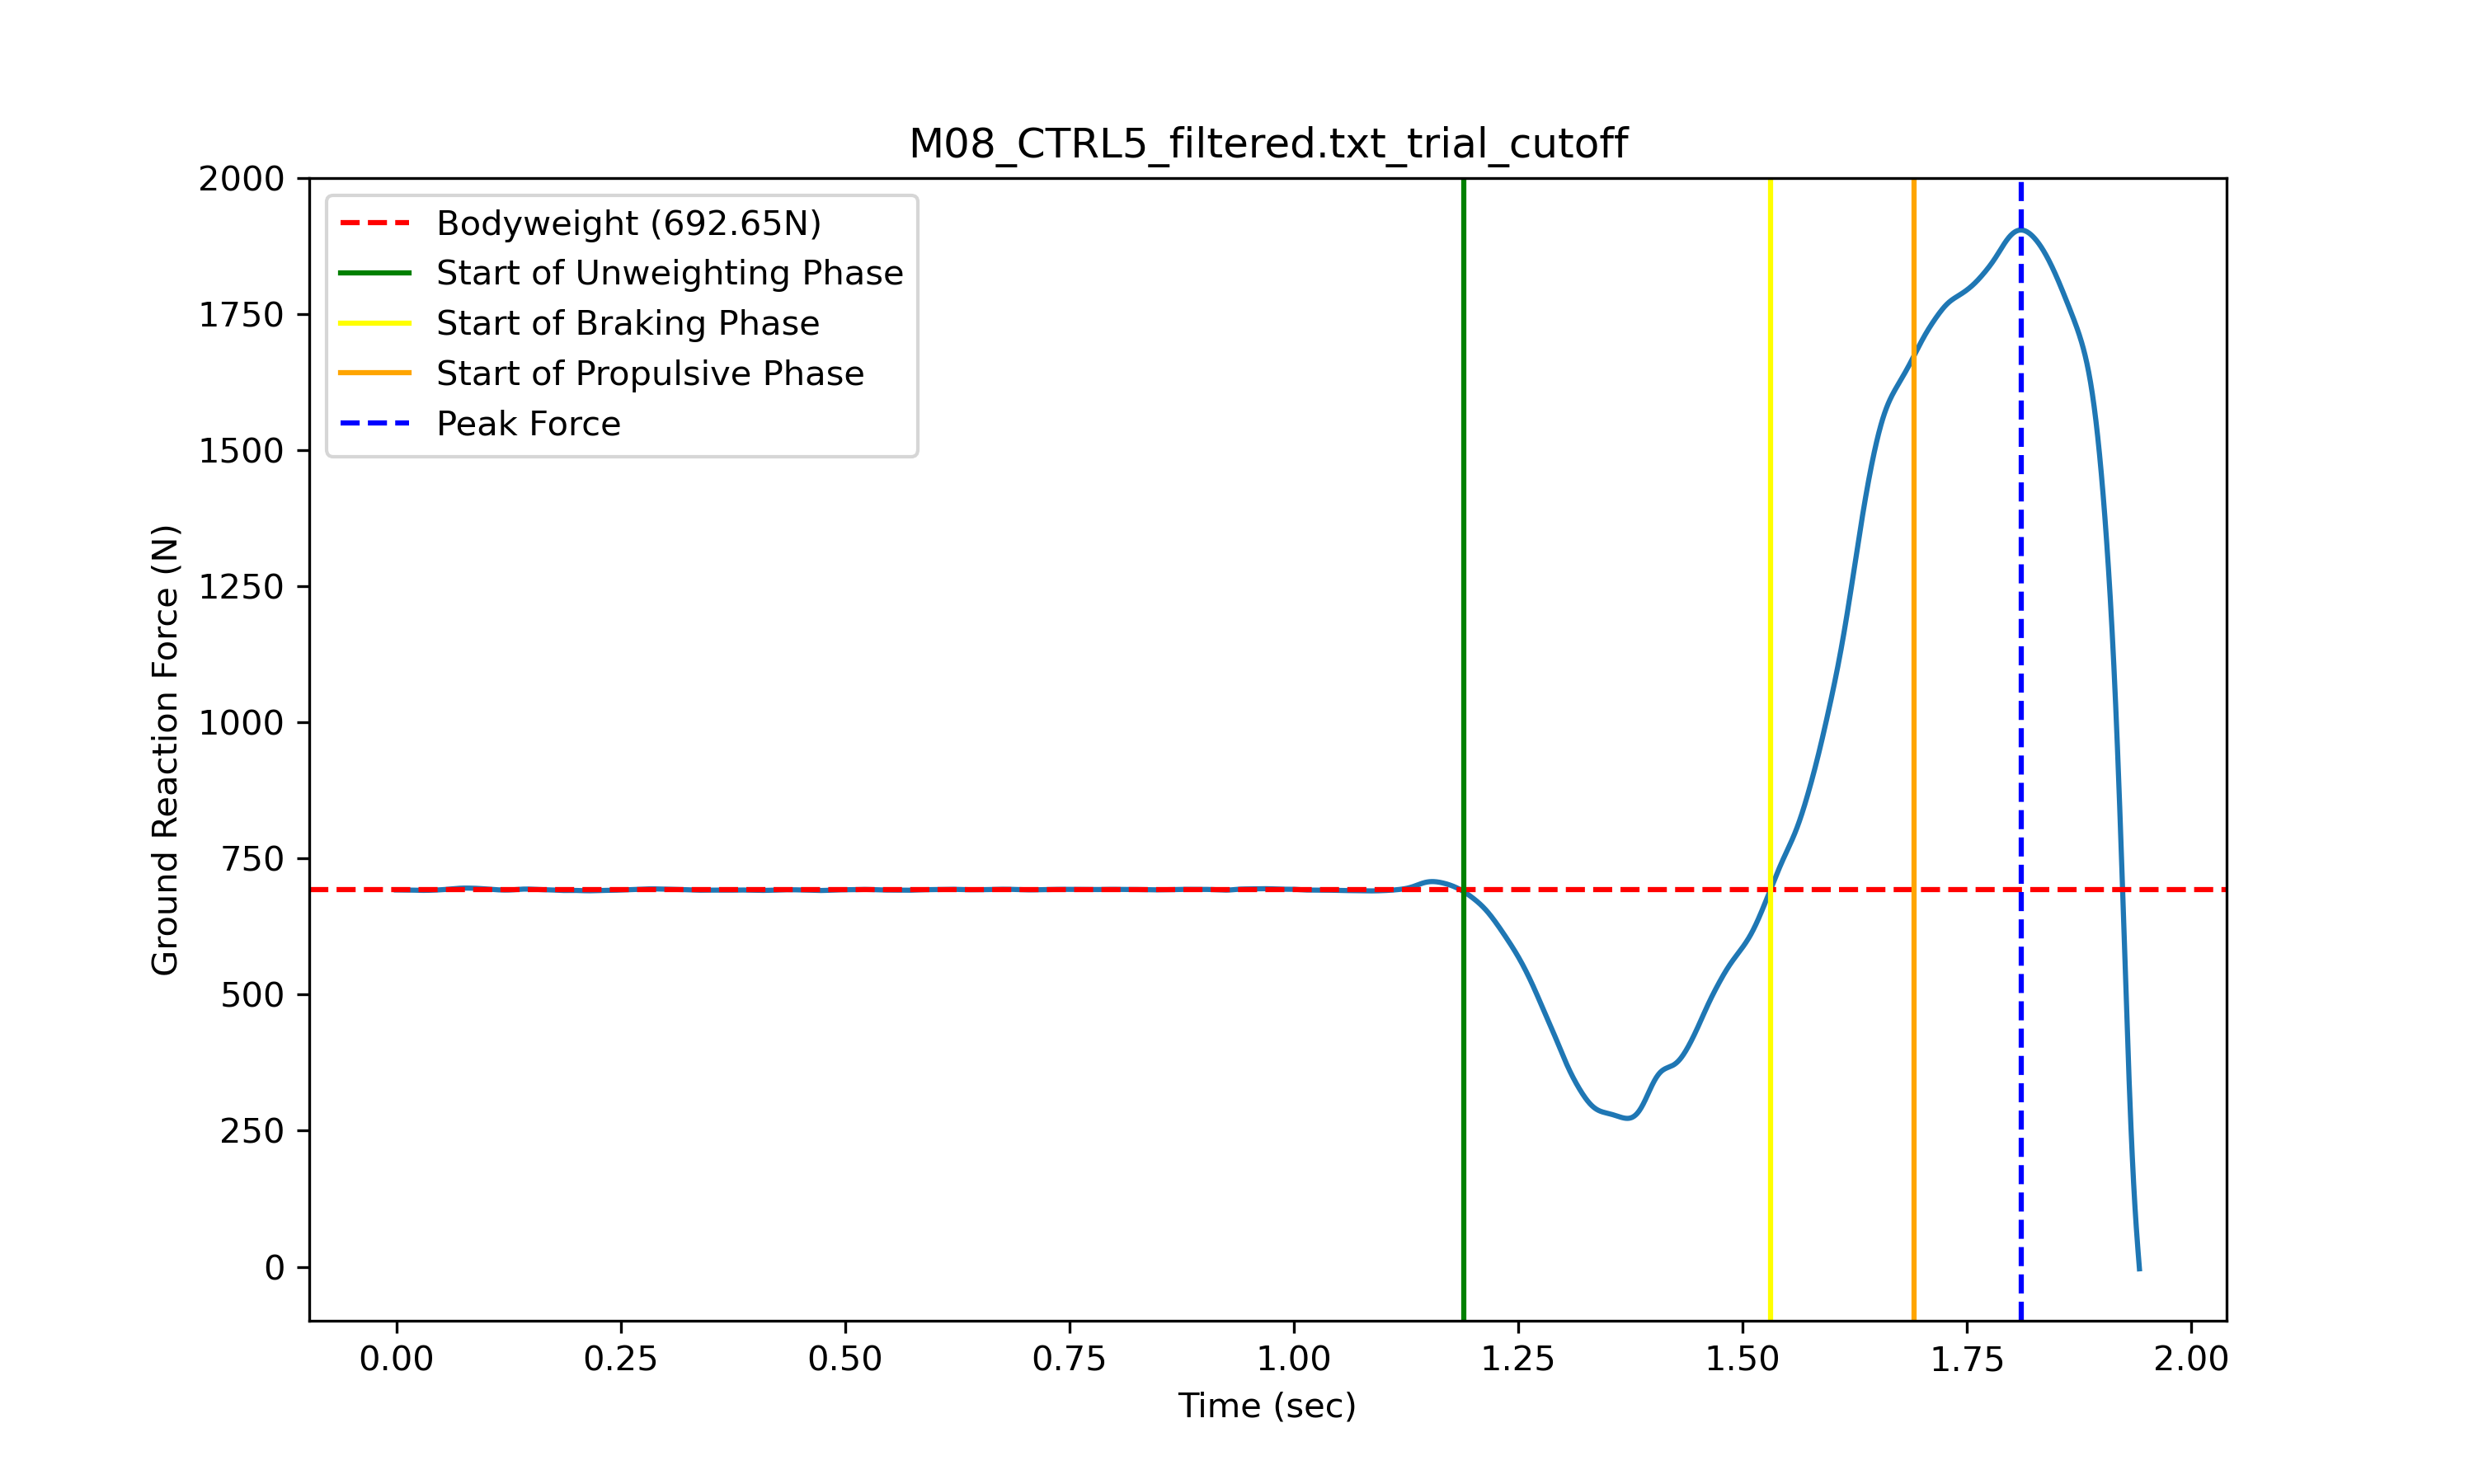 M08_CTRL5_filtered.txt_trial_cutoff
Bodyweight (692.65N)
Start of Unweighting Phase
Start of Braking Phase
Start of Propulsive Phase
Peak Force
Ground Reaction Force (N)
2000
1750
1500
1250
1000
750
500
250
0
0.00 0.25 0.50 0.75 1.00 1.25 1.50 1.75 2.00
Time (sec)